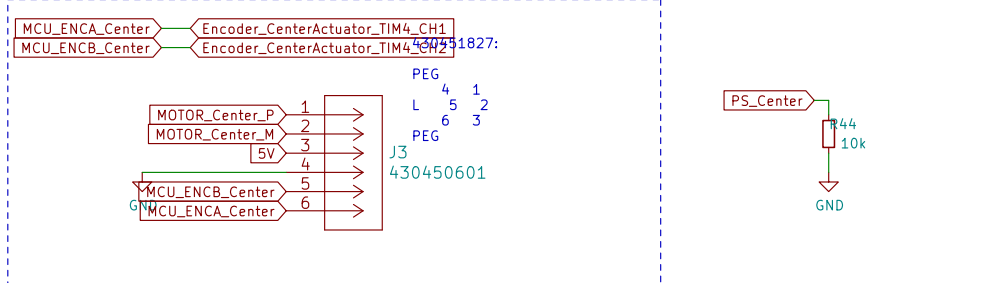 MCU_ENCA_Center
Encoder_CenterActuator_TIM4_CH1
MCU_ENCB_Center
Encoder_CenterActuator_TIM4_CH2
430451827:
PEG
4 1
L 5 2
6 3
PEG
MOTOR_Center_P 1
MOTOR_Center_M 2
5V 3
4
MCU_ENCB_Center 5
MCU_ENCA_Center 6
GND
J3
430450601
PS_Center
R44
10k
GND